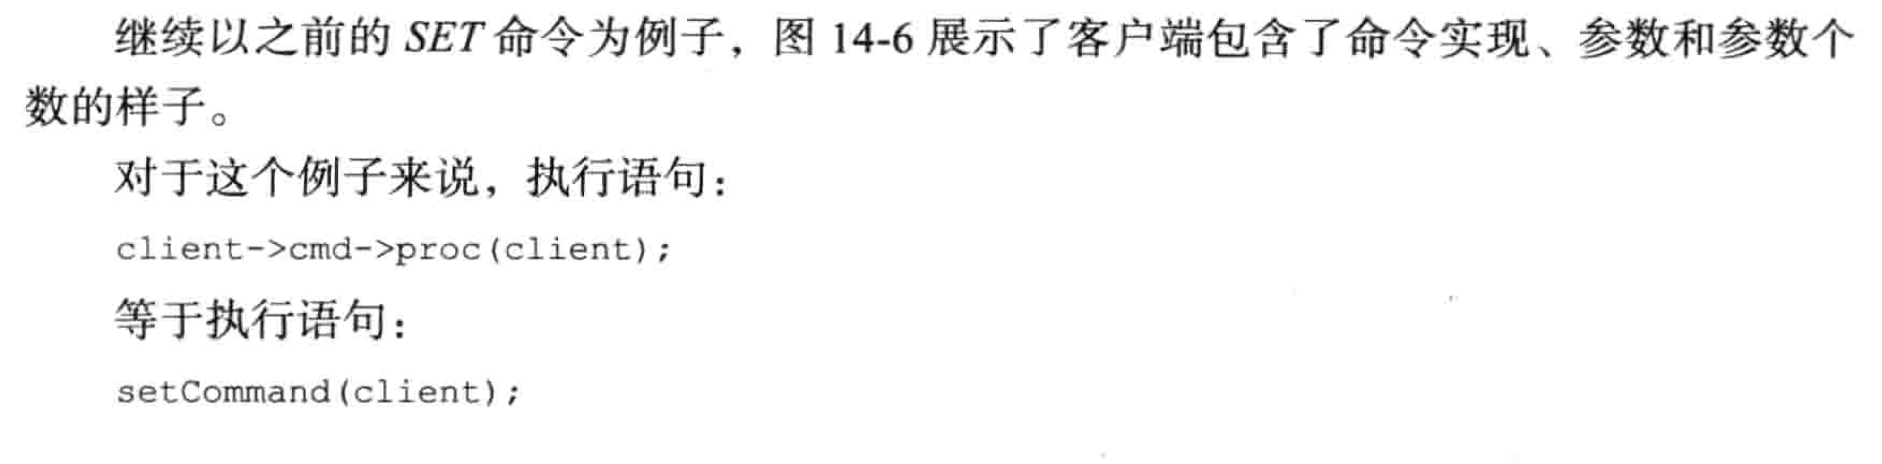 继续以之前的 SET 命令为例子，图 14-6 展示了客户端包含了命令实现、参数和参数个
数的样子。
对于这个例子来说，执行语句：
client->cmd->proc(client);
等于执行语句：
setCommand(client);